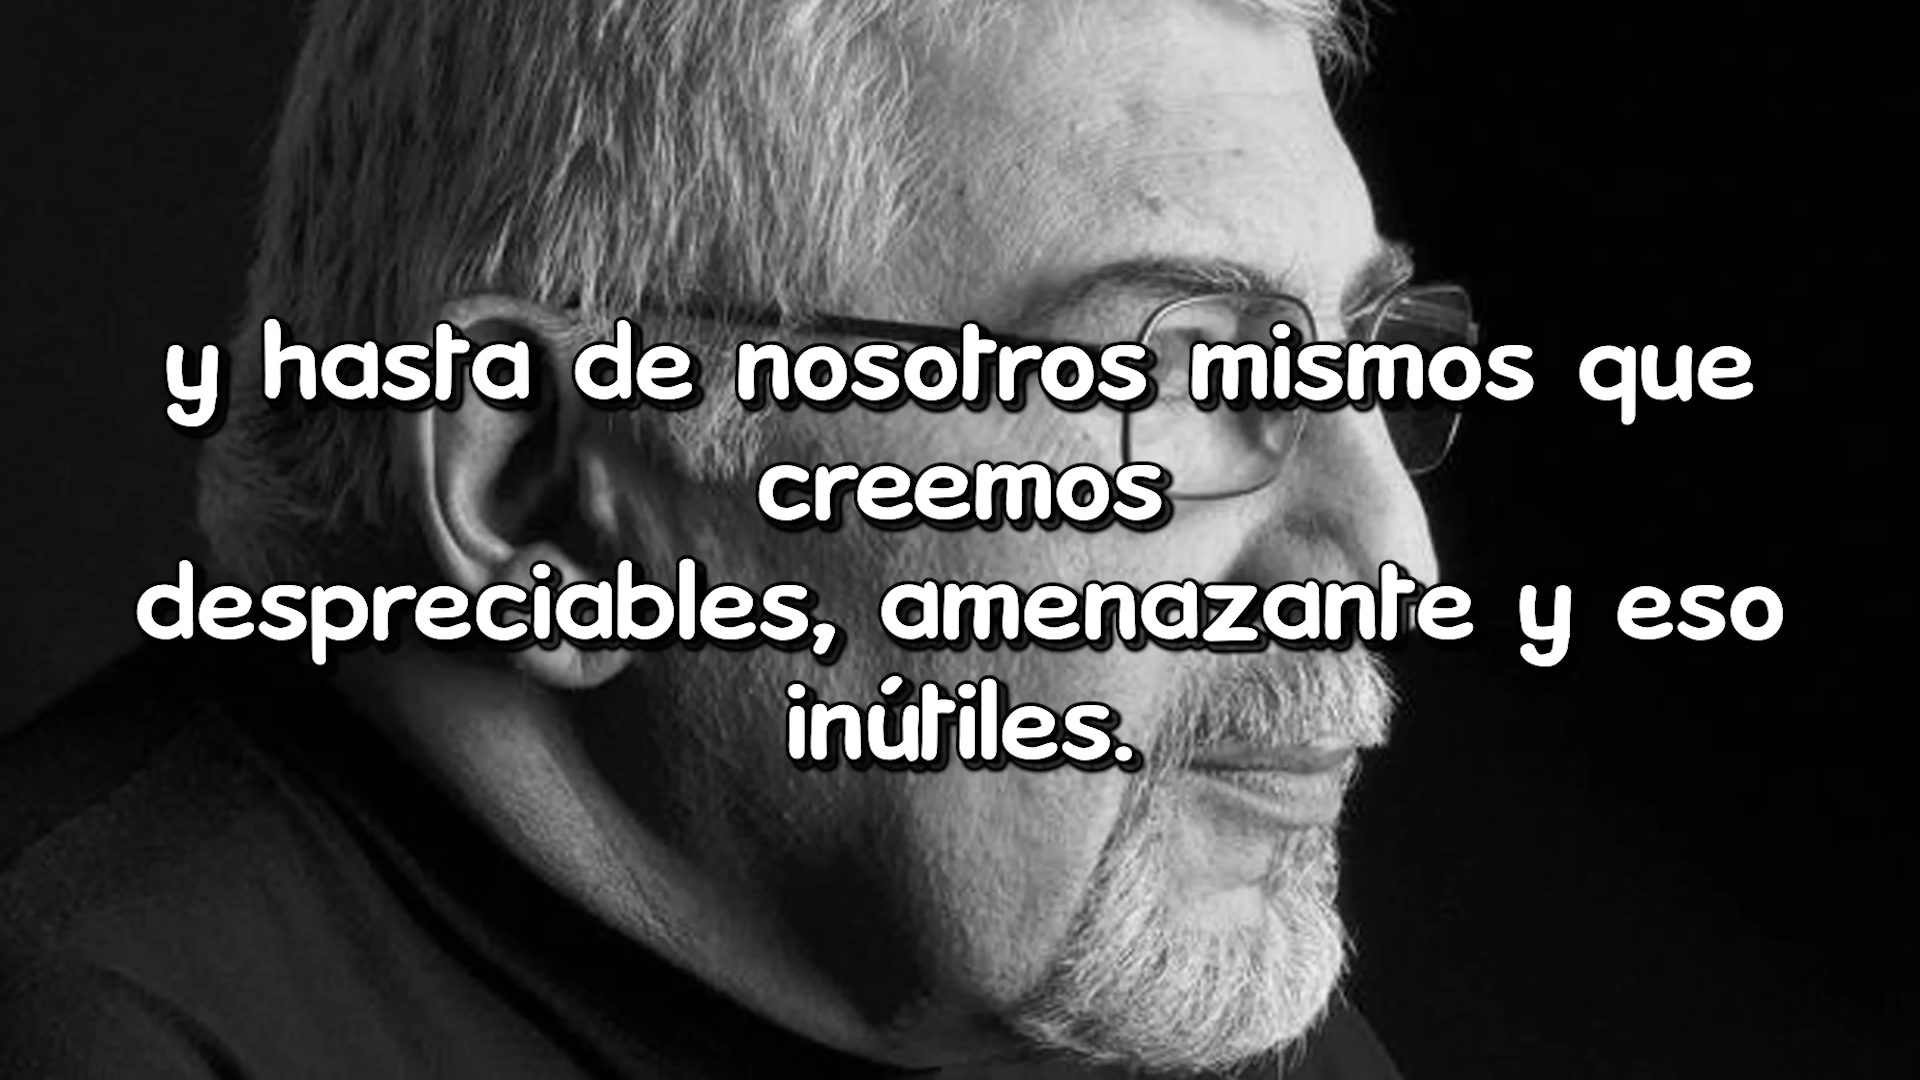 y hasta de nosotros mismos que
creemos
despreciables, amenazante y eso
inútiles.